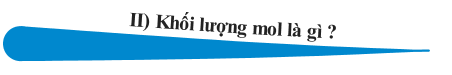 II) Khối lượng mol là gì ?